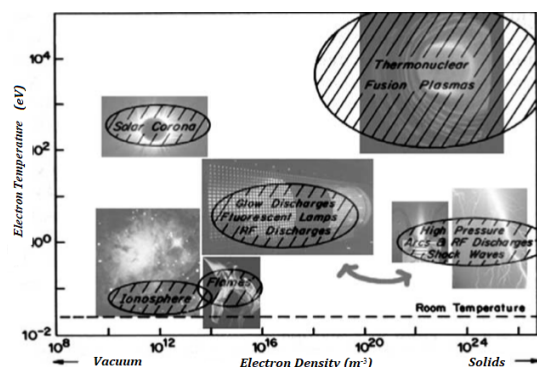 10⁴
10²
10⁰
10⁻²
Electron Temperature (eV)
Thermonuclear
Fusion Plasmas
Solar Corona
Glow Discharges
Fluorescent Lamps
RF Discharges
High Pressure
Arcs & RF Discharges
Shock Waves
Ionosphere
Flames
Room Temperature
10⁸
10¹²
10¹⁶
10²⁰
10²⁴
Vacuum
Electron Density (m⁻³)
Solids